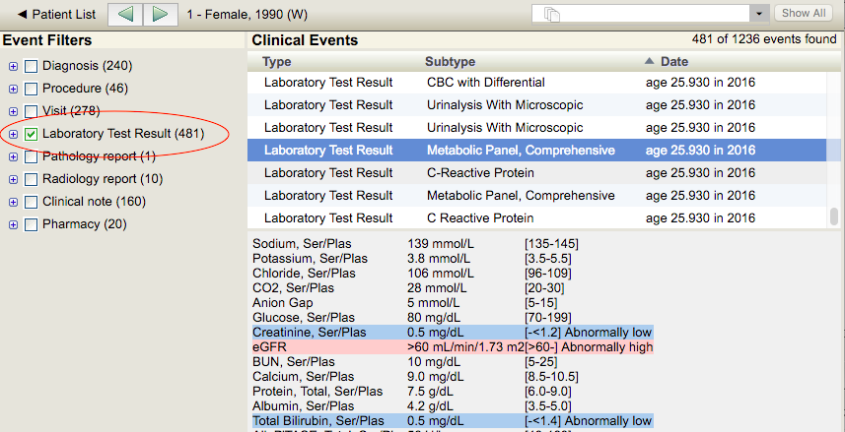 ◄ Patient List 1 - Female, 1990 (W) Show All
Event Filters
Diagnosis (240)
Procedure (46)
Visit (278)
Laboratory Test Result (481)
Pathology report (1)
Radiology report (10)
Clinical note (160)
Pharmacy (20)
Clinical Events 481 of 1236 events found
Type Subtype Date
Laboratory Test Result CBC with Differential age 25.930 in 2016
Laboratory Test Result Urinalysis With Microscopic age 25.930 in 2016
Laboratory Test Result Urinalysis With Microscopic age 25.930 in 2016
Laboratory Test Result Metabolic Panel, Comprehensive age 25.930 in 2016
Laboratory Test Result C-Reactive Protein age 25.930 in 2016
Laboratory Test Result Metabolic Panel, Comprehensive age 25.930 in 2016
Laboratory Test Result C Reactive Protein age 25.930 in 2016
Sodium, Ser/Plas 139 mmol/L [135-145]
Potassium, Ser/Plas 3.8 mmol/L [3.5-5.5]
Chloride, Ser/Plas 106 mmol/L [96-109]
CO2, Ser/Plas 28 mmol/L [20-30]
Anion Gap 5 mmol/L [5-15]
Glucose, Ser/Plas 80 mg/dL [70-199]
Creatinine, Ser/Plas 0.5 mg/dL [-<1.2] Abnormally low
eGFR >60 mL/min/1.73 m2[>60-] Abnormally high
BUN, Ser/Plas 10 mg/dL [5-25]
Calcium, Ser/Plas 9.0 mg/dL [8.5-10.5]
Protein, Total, Ser/Plas 7.5 g/dL [6.0-9.0]
Albumin, Ser/Plas 4.2 g/dL [3.5-5.0]
Total Bilirubin, Ser/Plas 0.5 mg/dL [-<1.4] Abnormally low